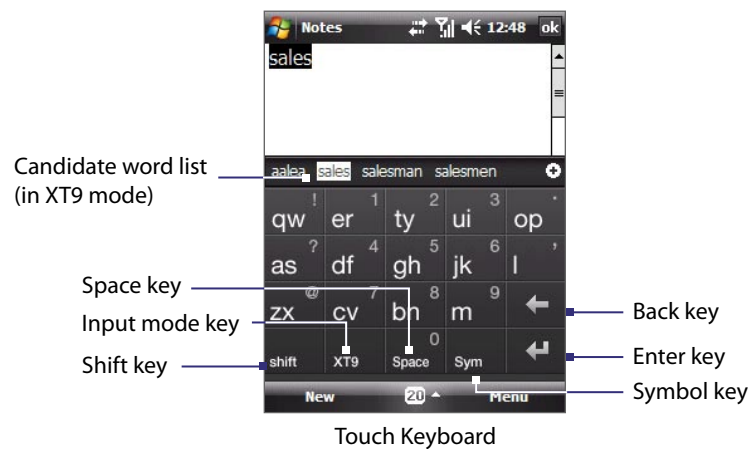 Notes 12:48 ok
sales
aalea sales salesman salesmen
Candidate word list
(in XT9 mode)
! 1 2 3 .
qw er ty ui op
? 4 5 6 ,
as df gh jk l
@ 7 8 9
zx cv bn m
0
shift XT9 Space Sym
New 20 Menu
Space key
Input mode key
Shift key
Back key
Enter key
Symbol key
Touch Keyboard